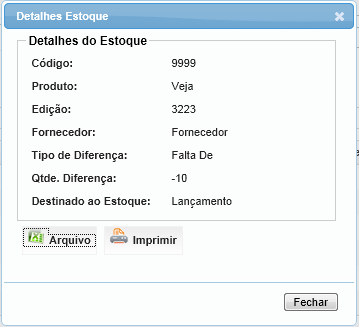 Detalhes Estoque
Detalhes do Estoque
Código: 9999
Produto: Veja
Edição: 3223
Fornecedor: Fornecedor
Tipo de Diferença: Falta De
Qtde. Diferença: -10
Destinado ao Estoque: Lançamento
Arquivo Imprimir
Fechar